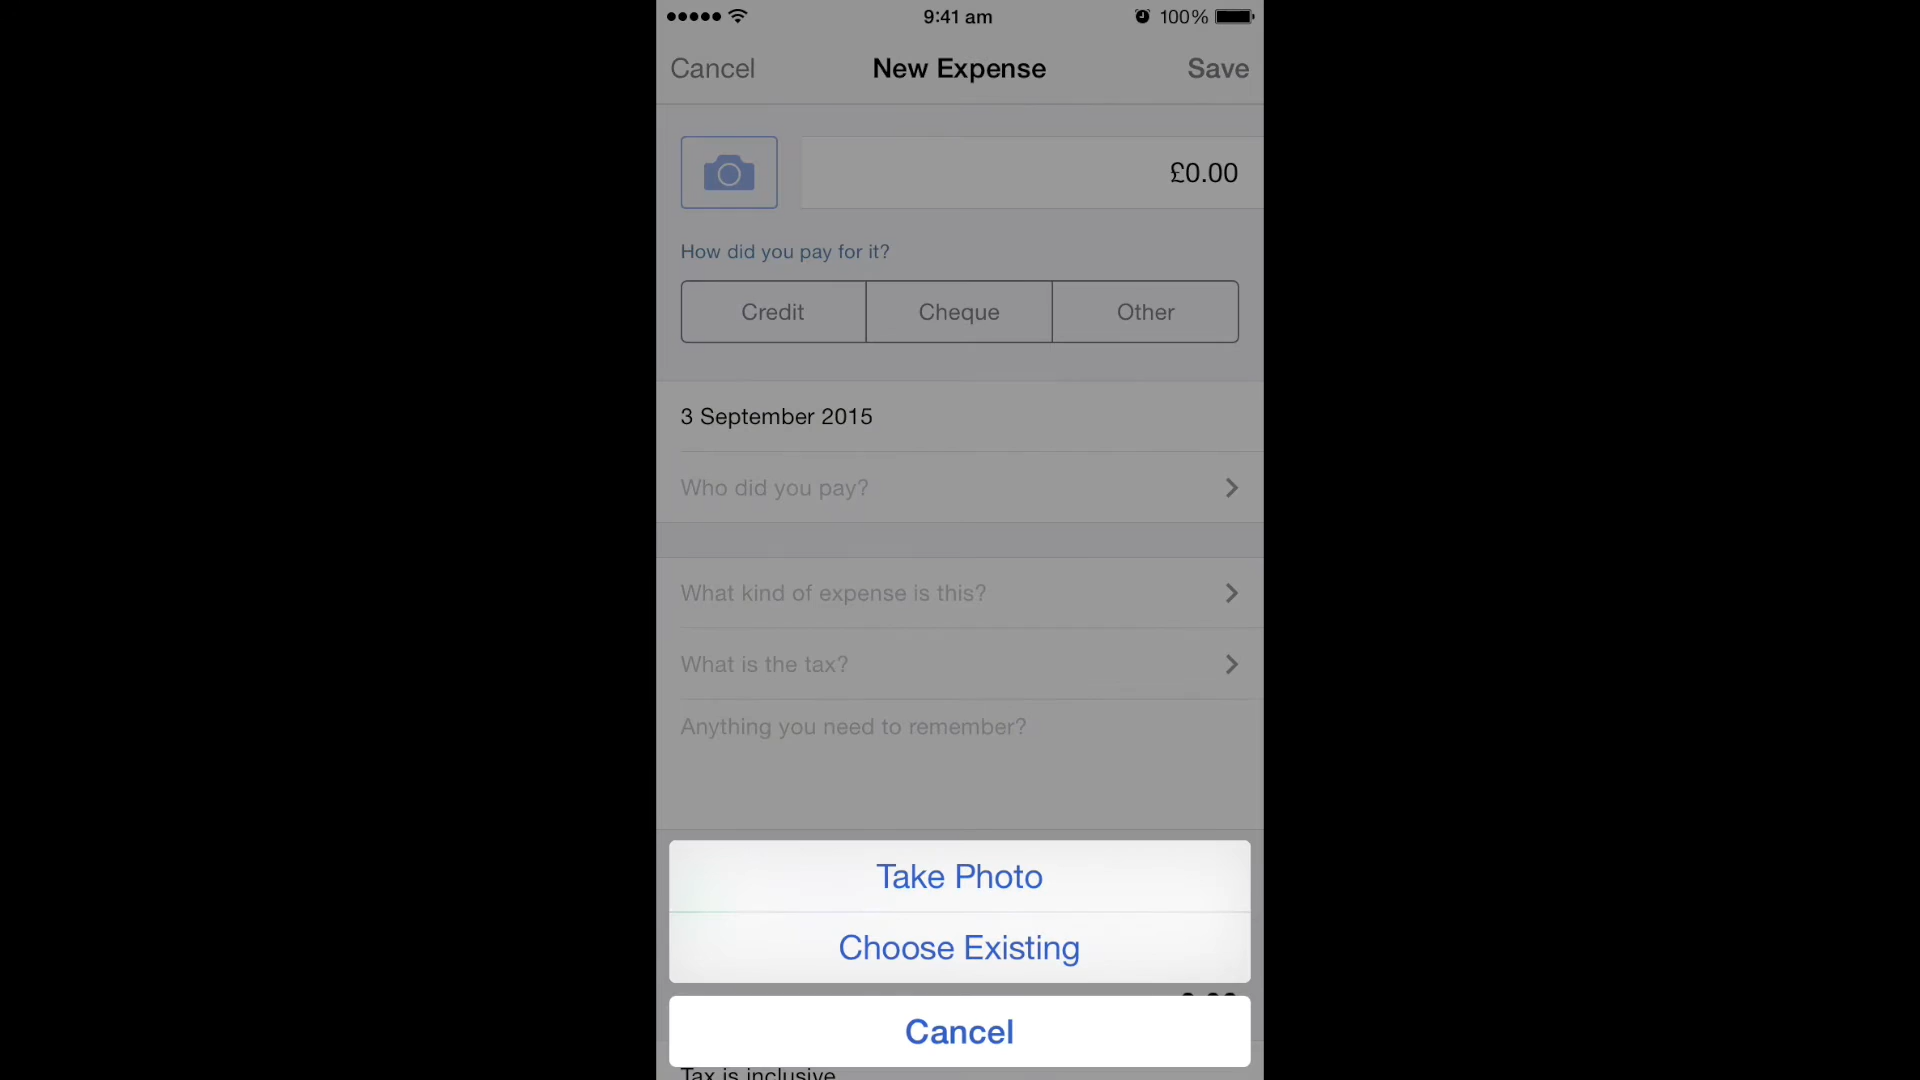 9:41 am
100%
Cancel
New Expense
Save
£0.00
How did you pay for it?
Credit
Cheque
Other
3 September 2015
Who did you pay?
What kind of expense is this?
What is the tax?
Anything you need to remember?
Take Photo
Choose Existing
Cancel
Tax is inclusive